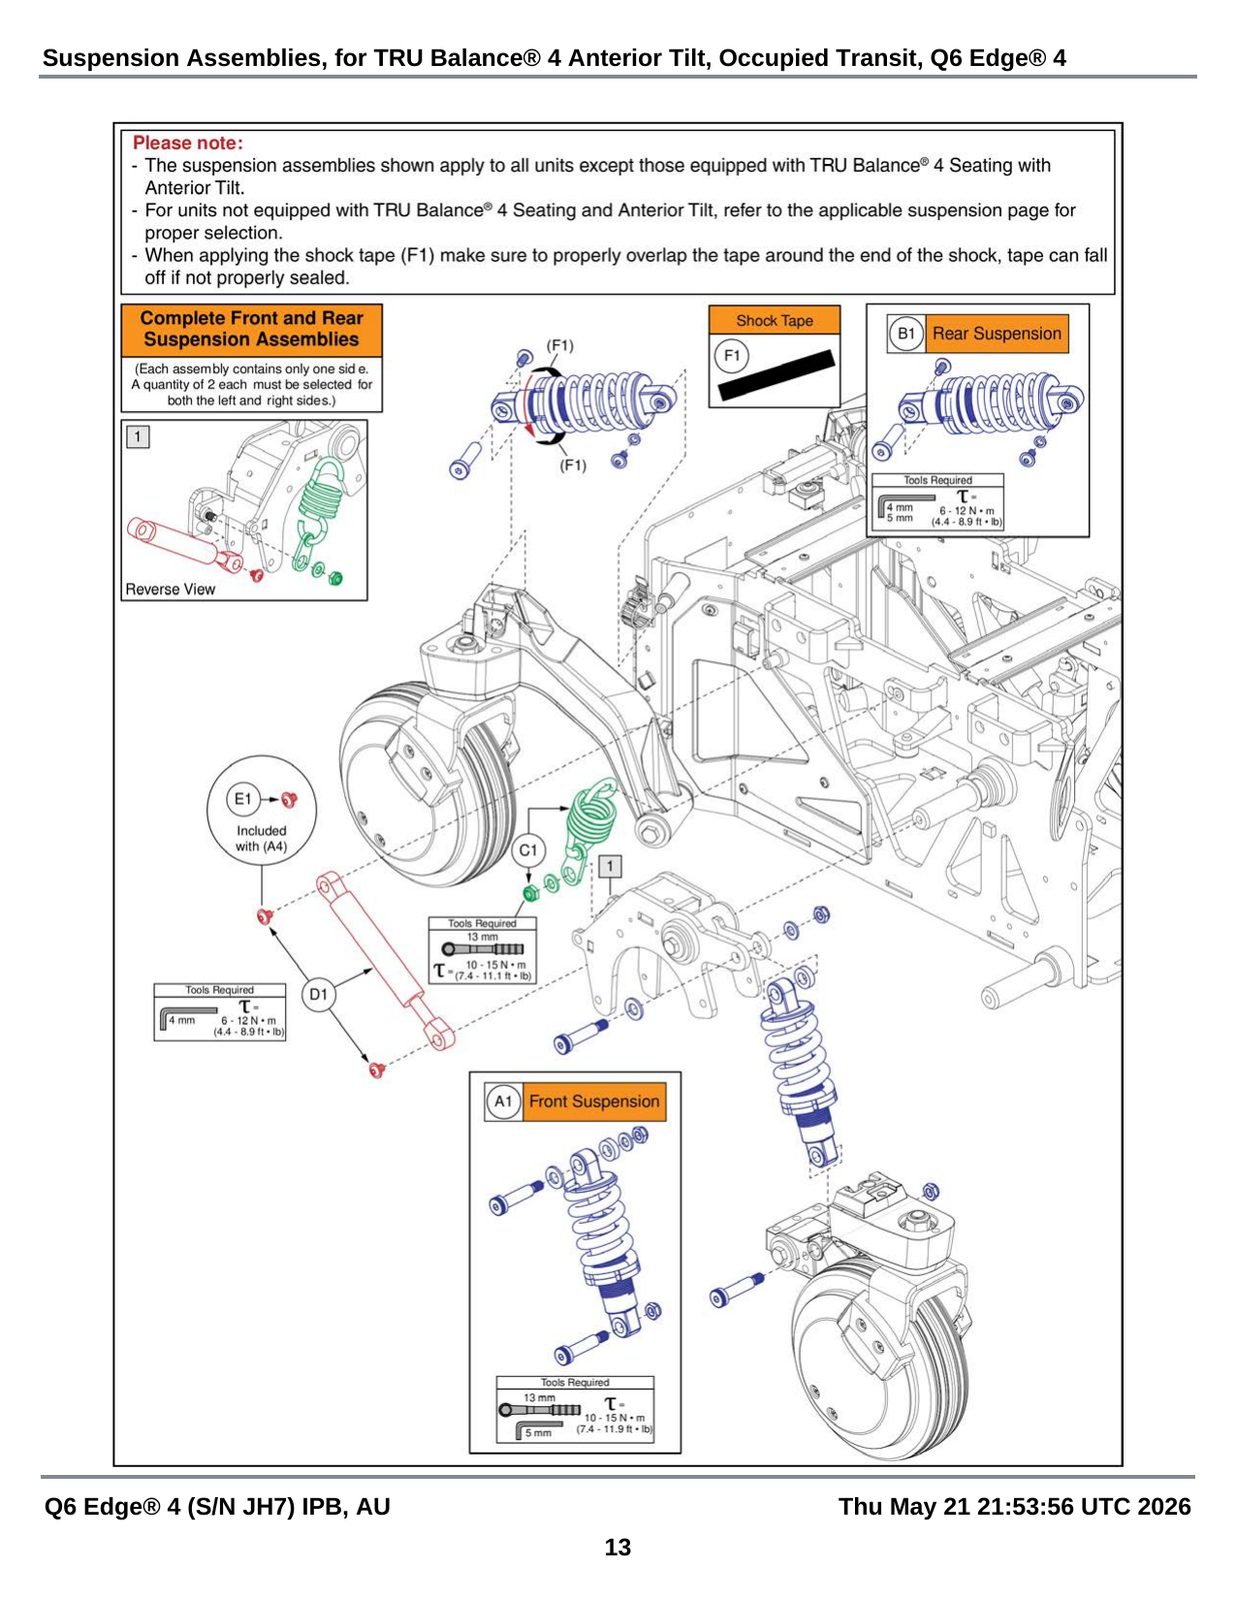 Suspension Assemblies, for TRU Balance® 4 Anterior Tilt, Occupied Transit, Q6 Edge® 4
Please note:
- The suspension assemblies shown apply to all units except those equipped with TRU Balance® 4 Seating with
Anterior Tilt.
- For units not equipped with TRU Balance® 4 Seating and Anterior Tilt, refer to the applicable suspension page for
proper selection.
- When applying the shock tape (F1) make sure to properly overlap the tape around the end of the shock, tape can fall
off if not properly sealed.
Complete Front and Rear
Suspension Assemblies
(Each assembly contains only one sid e.
A quantity of 2 each must be selected for
both the left and right sides.)
1
Reverse View
(F1)
(F1)
Shock Tape
F1
B1 Rear Suspension
Tools Required
4 mm
5 mm
τ=
6 - 12 N • m
(4.4 - 8.9 ft • lb)
E1
Included
with (A4)
C1
1
Tools Required
13 mm
τ= 10 - 15 N • m
(7.4 - 11.1 ft • lb)
D1
Tools Required
4 mm
τ=
6 - 12 N • m
(4.4 - 8.9 ft • lb)
A1 Front Suspension
Tools Required
13 mm
5 mm
τ=
10 - 15 N • m
(7.4 - 11.9 ft • lb)
Q6 Edge® 4 (S/N JH7) IPB, AU
Thu May 21 21:53:56 UTC 2026
13